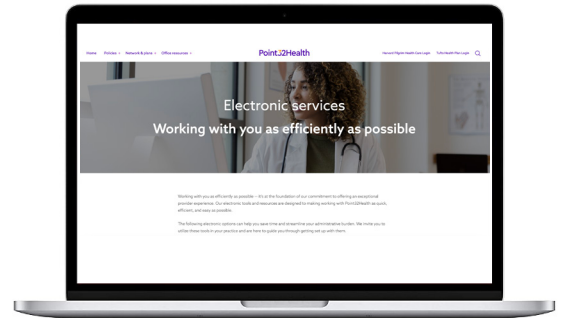 Home Policies Network & plans Office resources Point32Health Harvard Pilgrim Health Care Login Tufts Health Plan Login
Electronic services
Working with you as efficiently as possible
Working with you as efficiently as possible — it's at the foundation of our commitment to offering an exceptional
provider experience. Our electronic tools and resources are designed to making working with Point32Health as quick,
efficient, and easy as possible.
The following electronic options can help you save time and streamline your administrative burden. We invite you to
utilize these tools in your practice and are here to guide you through getting set up with them.